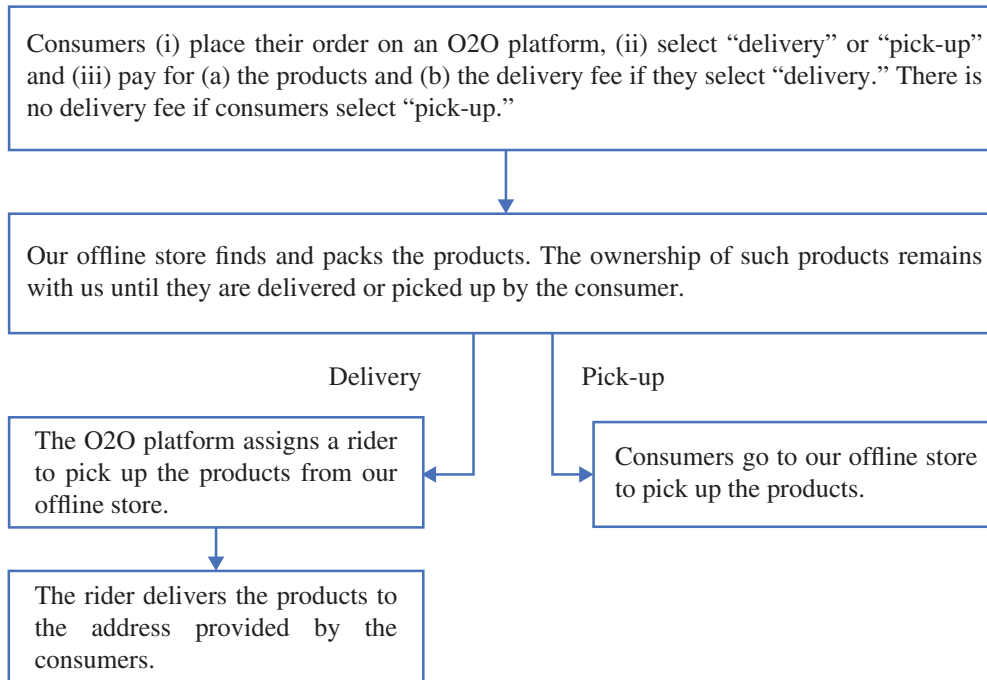 Consumers (i) place their order on an O2O platform, (ii) select “delivery” or “pick-up”
and (iii) pay for (a) the products and (b) the delivery fee if they select “delivery.” There is
no delivery fee if consumers select “pick-up.”
Our offline store finds and packs the products. The ownership of such products remains
with us until they are delivered or picked up by the consumer.
Delivery
Pick-up
The O2O platform assigns a rider
to pick up the products from our
offline store.
Consumers go to our offline store
to pick up the products.
The rider delivers the products to
the address provided by the
consumers.